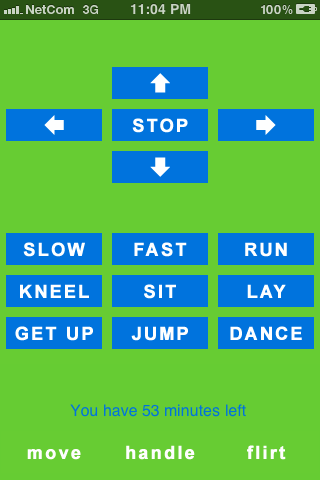 NetCom 3G 11:04 PM 100%
STOP
SLOW FAST RUN
KNEEL SIT LAY
GET UP JUMP DANCE
You have 53 minutes left
move handle flirt